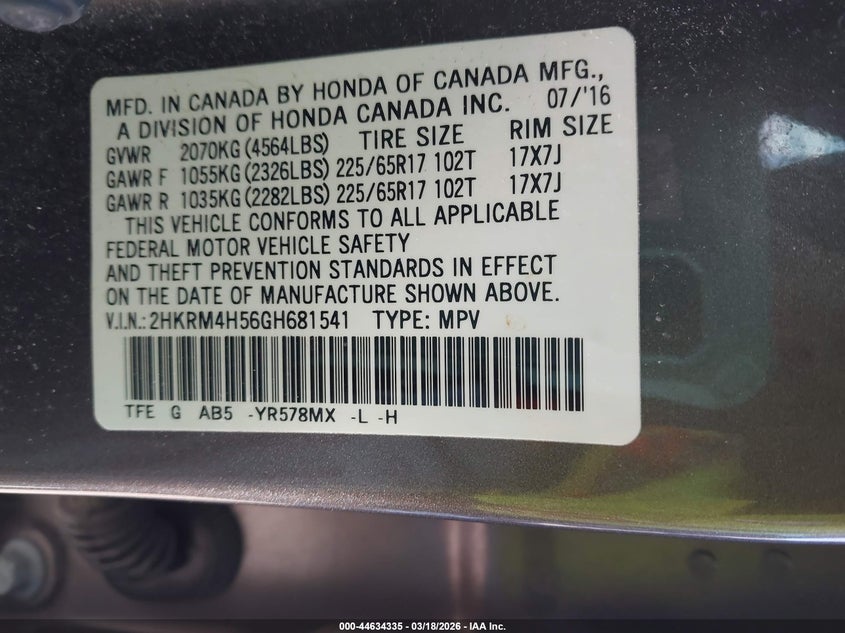 MFD. IN CANADA BY HONDA OF CANADA MFG.,
A DIVISION OF HONDA CANADA INC. 07/'16
GVWR 2070KG (4564LBS) TIRE SIZE RIM SIZE
GAWR F 1055KG (2326LBS) 225/65R17 102T 17X7J
GAWR R 1035KG (2282LBS) 225/65R17 102T 17X7J
THIS VEHICLE CONFORMS TO ALL APPLICABLE
FEDERAL MOTOR VEHICLE SAFETY
AND THEFT PREVENTION STANDARDS IN EFFECT
ON THE DATE OF MANUFACTURE SHOWN ABOVE.
V.I.N.: 2HKRM4H56GH681541 TYPE: MPV
TFE G AB5 -YR578MX -L -H
000-44634335 - 03/18/2026 - IAA Inc.